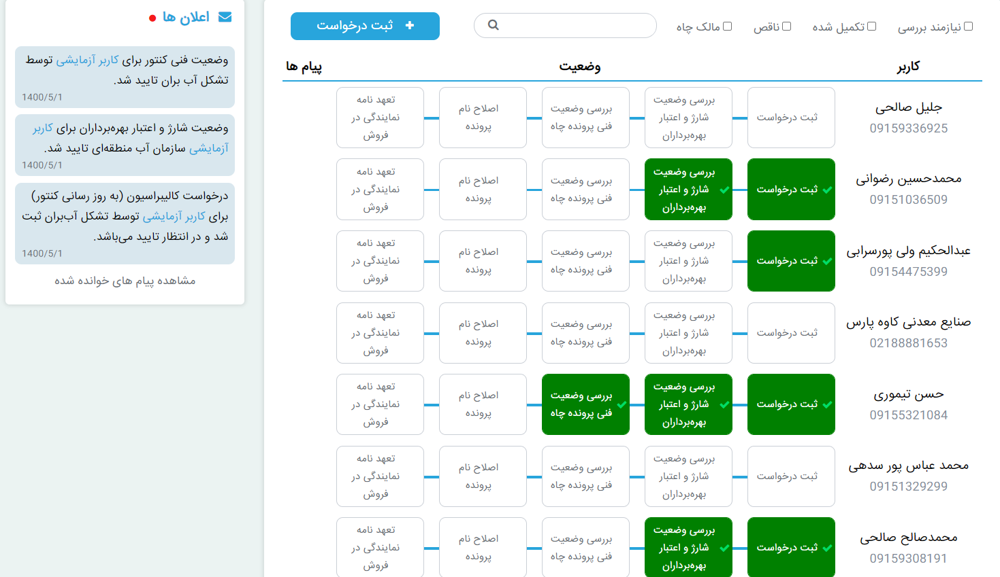 نیازمند بررسی
تکمیل شده
ناقص
مالک چاه
ثبت درخواست
کاربر
وضعیت
پیام ها
جلیل صالحی
09159336925
ثبت درخواست
بررسی وضعیت
شارژ و اعتبار
بهره‌برداران
بررسی وضعیت
فنی پرونده چاه
اصلاح نام
پرونده
تعهد نامه
نمایندگی در
فروش
محمدحسین رضوانی
09151036509
ثبت درخواست
بررسی وضعیت
شارژ و اعتبار
بهره‌برداران
بررسی وضعیت
فنی پرونده چاه
اصلاح نام
پرونده
تعهد نامه
نمایندگی در
فروش
عبدالحکیم ولی پورسرابی
09154475399
ثبت درخواست
بررسی وضعیت
شارژ و اعتبار
بهره‌برداران
بررسی وضعیت
فنی پرونده چاه
اصلاح نام
پرونده
تعهد نامه
نمایندگی در
فروش
صنایع معدنی کاوه پارس
02188881653
ثبت درخواست
بررسی وضعیت
شارژ و اعتبار
بهره‌برداران
بررسی وضعیت
فنی پرونده چاه
اصلاح نام
پرونده
تعهد نامه
نمایندگی در
فروش
حسن تیموری
09155321084
ثبت درخواست
بررسی وضعیت
شارژ و اعتبار
بهره‌برداران
بررسی وضعیت
فنی پرونده چاه
اصلاح نام
پرونده
تعهد نامه
نمایندگی در
فروش
محمد عباس پور سدهی
09151329299
ثبت درخواست
بررسی وضعیت
شارژ و اعتبار
بهره‌برداران
بررسی وضعیت
فنی پرونده چاه
اصلاح نام
پرونده
تعهد نامه
نمایندگی در
فروش
محمدصالح صالحی
09159308191
ثبت درخواست
بررسی وضعیت
شارژ و اعتبار
بهره‌برداران
بررسی وضعیت
فنی پرونده چاه
اصلاح نام
پرونده
تعهد نامه
نمایندگی در
فروش
اعلان ها
وضعیت فنی کنتور برای کاربر آزمایشی توسط
تشکل آب بران تایید شد.
1400/5/1
وضعیت شارژ و اعتبار بهره‌برداران برای کاربر
آزمایشی سازمان آب منطقه‌ای تایید شد.
1400/5/1
درخواست کالیبراسیون (به روز رسانی کنتور)
برای کاربر آزمایشی توسط تشکل آب‌بران ثبت
شد و در انتظار تایید می‌باشد.
1400/5/1
مشاهده پیام های خوانده شده